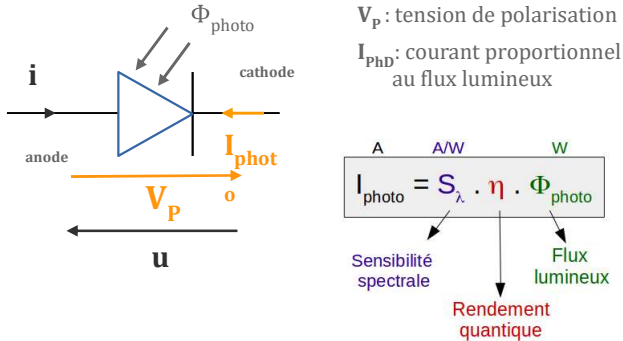 Φphoto
i
cathode
anode
Iphot
o
VP
u
VP : tension de polarisation
IPhD: courant proportionnel
au flux lumineux
A A/W W
Iphoto = Sλ . η . Φphoto
Sensibilité
spectrale
Flux
lumineux
Rendement
quantique